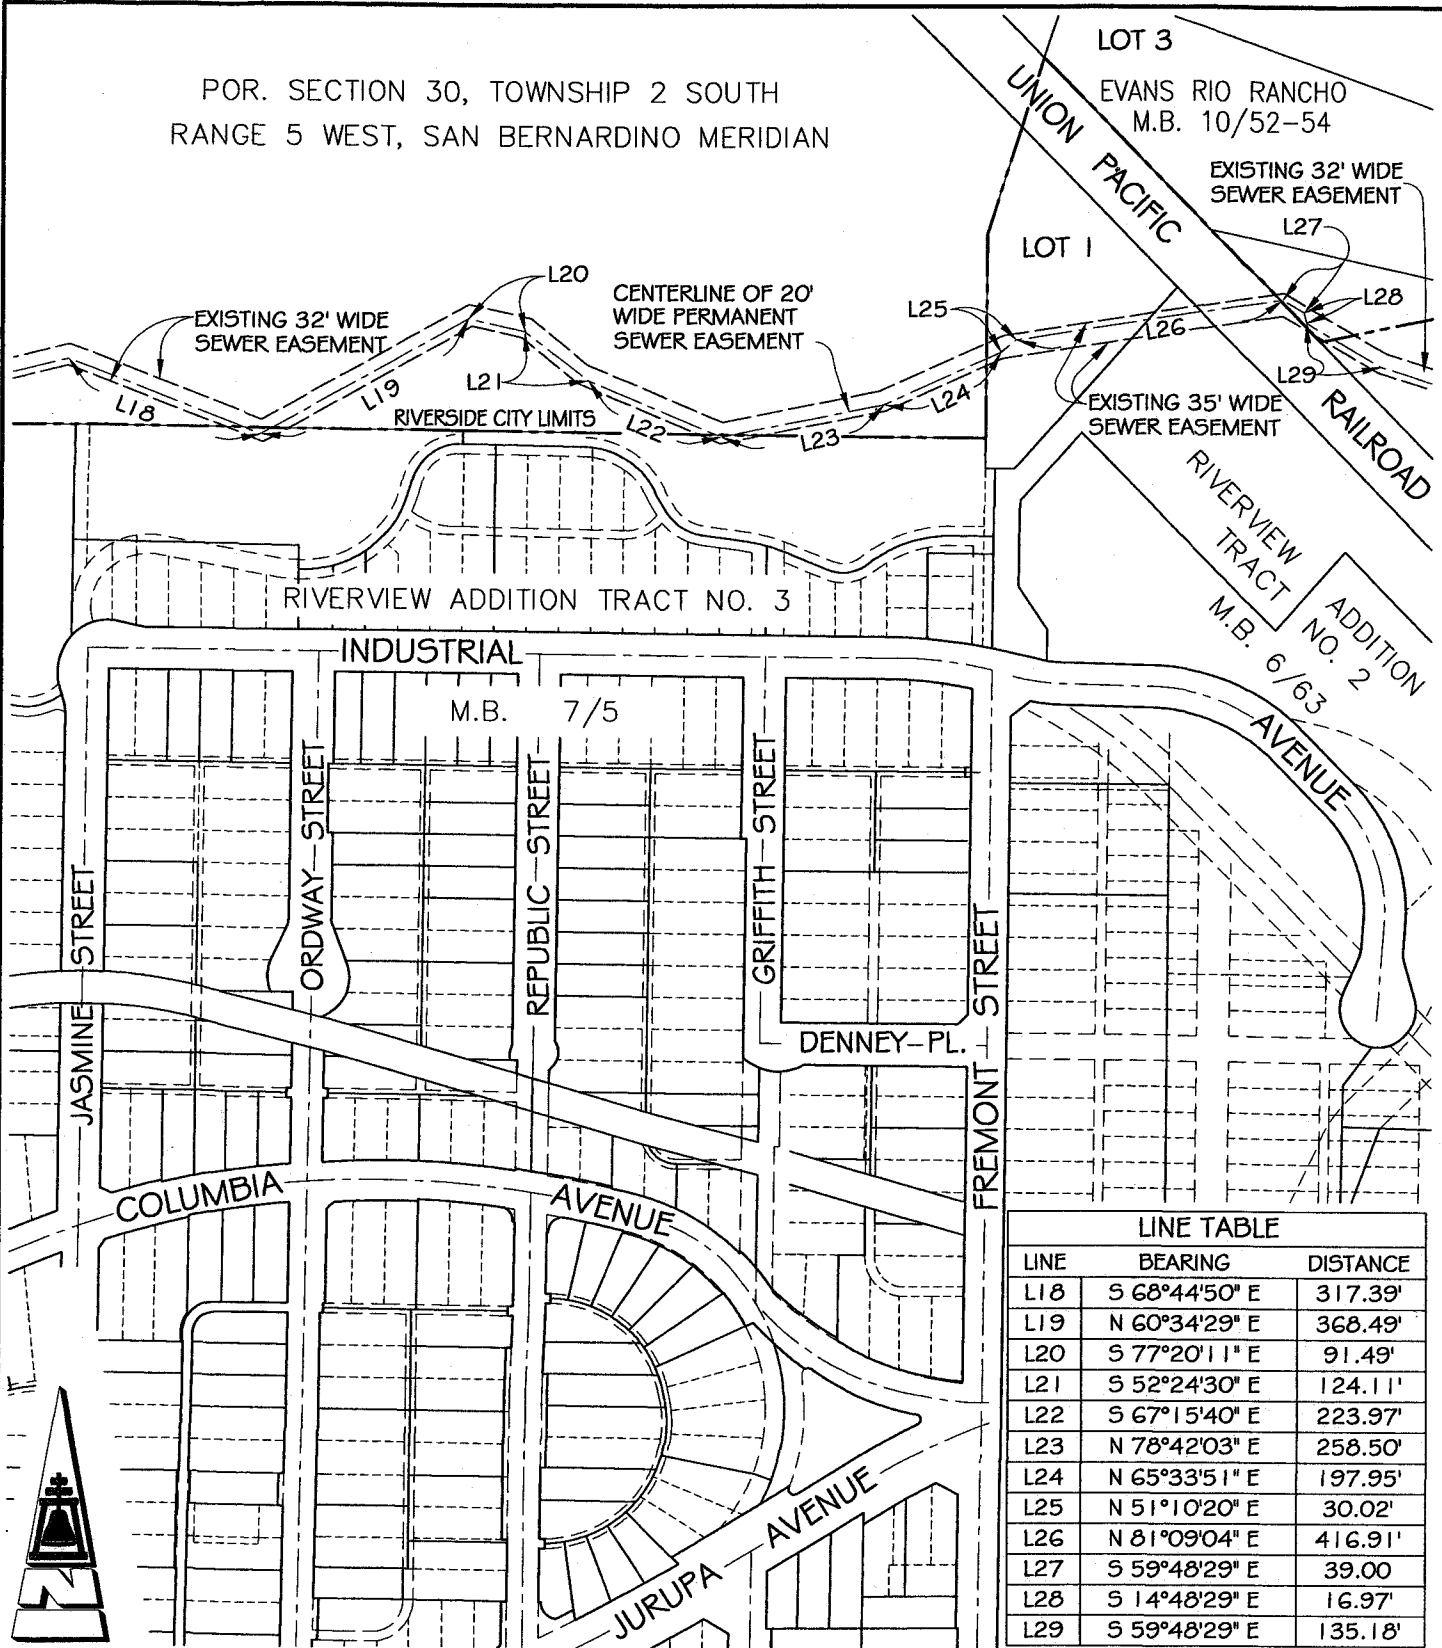 POR. SECTION 30, TOWNSHIP 2 SOUTH
RANGE 5 WEST, SAN BERNARDINO MERIDIAN
LOT 3
EVANS RIO RANCHO
M.B. 10/52-54
UNION PACIFIC RAILROAD
EXISTING 32' WIDE
SEWER EASEMENT
L27
LOT 1
L20
CENTERLINE OF 20'
WIDE PERMANENT
SEWER EASEMENT
L25
L28
EXISTING 32' WIDE
SEWER EASEMENT
L26
L21
L29
L18
L19
RIVERSIDE CITY LIMITS
L22
L23
L24
EXISTING 35' WIDE
SEWER EASEMENT
RIVERVIEW
TRACT
M.B. 6/63
ADDITION
NO. 2
RIVERVIEW ADDITION TRACT NO. 3
INDUSTRIAL
AVENUE
M.B. 7/5
JASMINE STREET
ORDWAY STREET
REPUBLIC STREET
GRIFFITH STREET
FREMONT STREET
DENNEY PL.
COLUMBIA
AVENUE
JURUPA AVENUE
N
LINE TABLE
LINE BEARING DISTANCE
L18 S 68°44'50" E 317.39'
L19 N 60°34'29" E 368.49'
L20 S 77°20'11" E 91.49'
L21 S 52°24'30" E 124.11'
L22 S 67°15'40" E 223.97'
L23 N 78°42'03" E 258.50'
L24 N 65°33'51" E 197.95'
L25 N 51°10'20" E 30.02'
L26 N 81°09'04" E 416.91'
L27 S 59°48'29" E 39.00
L28 S 14°48'29" E 16.97'
L29 S 59°48'29" E 135.18'